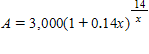 A = 3,000(1 + 0.14x)^(14/x)